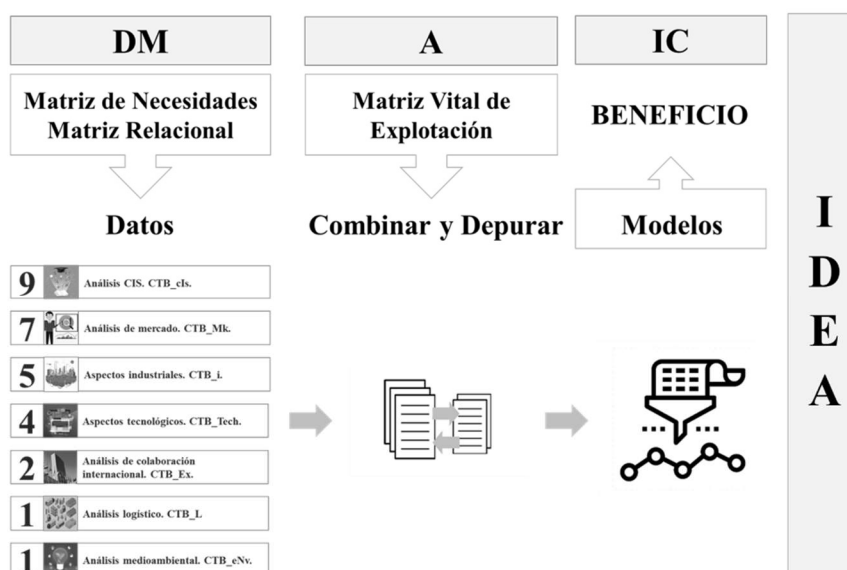 DM
Matriz de Necesidades
Matriz Relacional
Datos
9 Análisis CIS. CTB_cIs.
7 Análisis de mercado. CTB_Mk.
5 Aspectos industriales. CTB_i.
4 Aspectos tecnológicos. CTB_Tech.
2 Análisis de colaboración
internacional. CTB_Ex.
1 Análisis logístico. CTB_L
1 Análisis medioambiental. CTB_eNv.
A
Matriz Vital de
Explotación
Combinar y Depurar
IC
BENEFICIO
Modelos
I
D
E
A